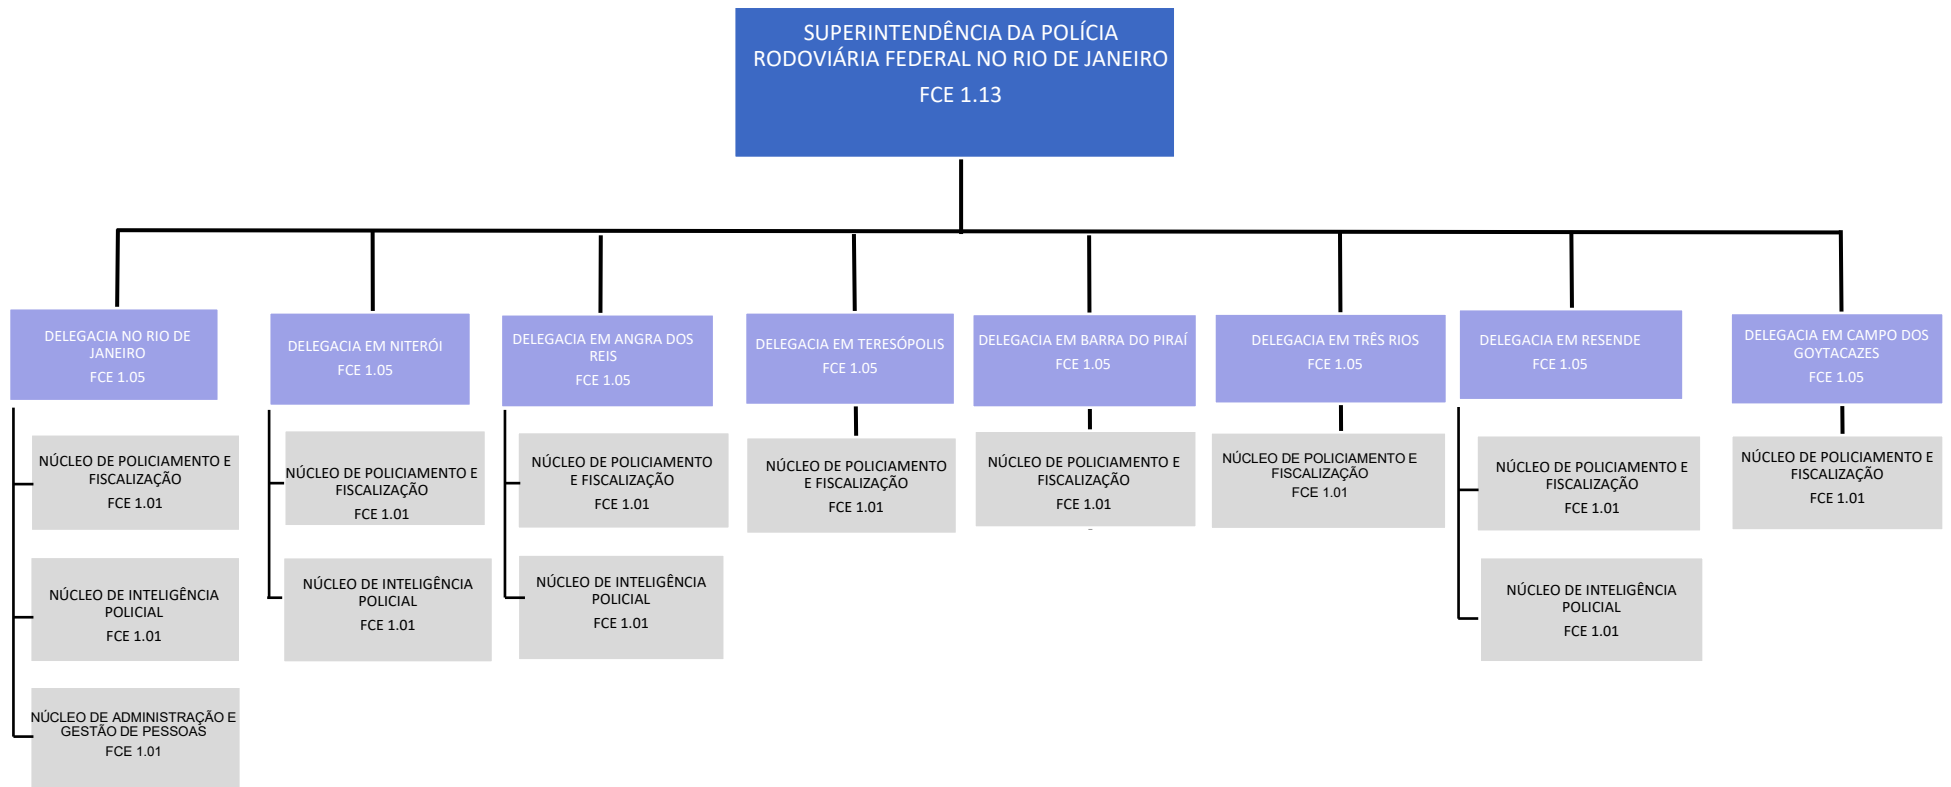 SUPERINTENDÊNCIA DA POLÍCIA
RODOVIÁRIA FEDERAL NO RIO DE JANEIRO
FCE 1.13
DELEGACIA NO RIO DE
JANEIRO
FCE 1.05
DELEGACIA EM NITERÓI
FCE 1.05
DELEGACIA EM ANGRA DOS
REIS
FCE 1.05
DELEGACIA EM TERESÓPOLIS
FCE 1.05
DELEGACIA EM BARRA DO PIRAÍ
FCE 1.05
DELEGACIA EM TRÊS RIOS
FCE 1.05
DELEGACIA EM RESENDE
FCE 1.05
DELEGACIA EM CAMPO DOS
GOYTACAZES
FCE 1.05
NÚCLEO DE POLICIAMENTO E
FISCALIZAÇÃO
FCE 1.01
NÚCLEO DE POLICIAMENTO E
FISCALIZAÇÃO
FCE 1.01
NÚCLEO DE POLICIAMENTO
E FISCALIZAÇÃO
FCE 1.01
NÚCLEO DE POLICIAMENTO
E FISCALIZAÇÃO
FCE 1.01
NÚCLEO DE POLICIAMENTO E
FISCALIZAÇÃO
FCE 1.01
NÚCLEO DE POLICIAMENTO E
FISCALIZAÇÃO
FCE 1.01
NÚCLEO DE POLICIAMENTO E
FISCALIZAÇÃO
FCE 1.01
NÚCLEO DE POLICIAMENTO E
FISCALIZAÇÃO
FCE 1.01
NÚCLEO DE INTELIGÊNCIA
POLICIAL
FCE 1.01
NÚCLEO DE INTELIGÊNCIA
POLICIAL
FCE 1.01
NÚCLEO DE INTELIGÊNCIA
POLICIAL
FCE 1.01
NÚCLEO DE INTELIGÊNCIA
POLICIAL
FCE 1.01
NÚCLEO DE ADMINISTRAÇÃO E
GESTÃO DE PESSOAS
FCE 1.01